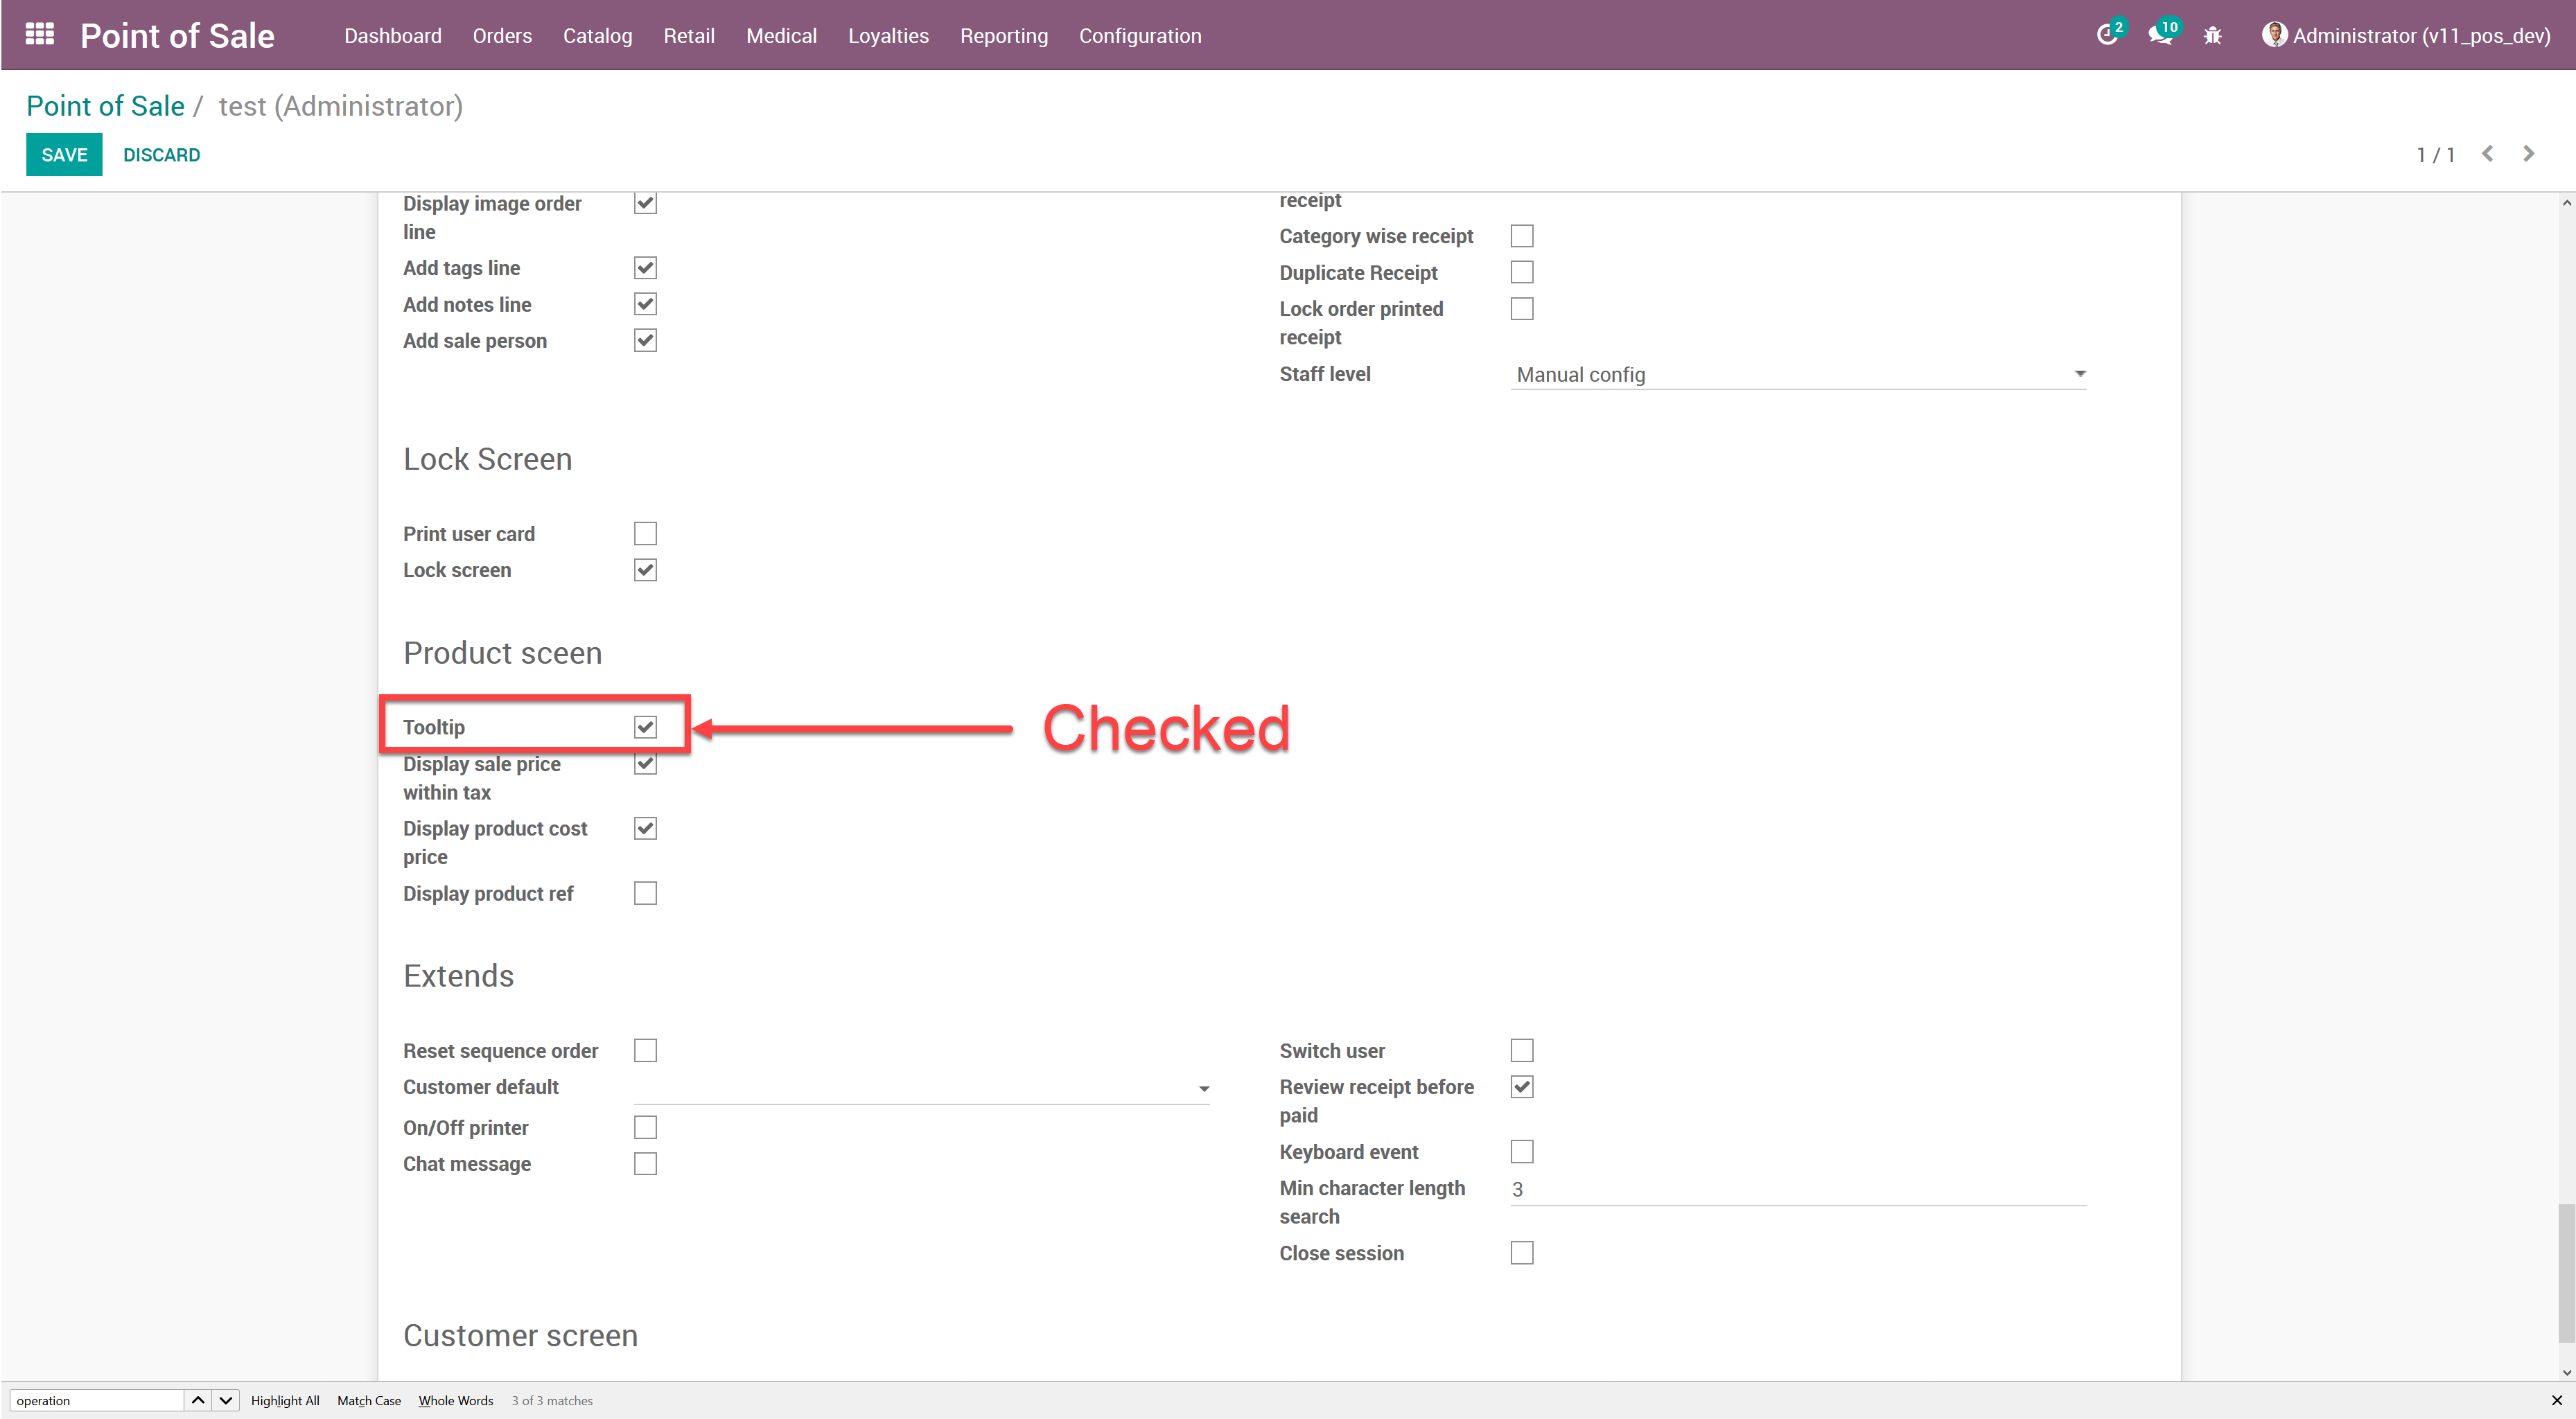 Point of Sale Dashboard Orders Catalog Retail Medical Loyalties Reporting Configuration 2 10 Administrator (v11_pos_dev)
Point of Sale / test (Administrator)
SAVE DISCARD 1 / 1
Display image order
line
Add tags line
Add notes line
Add sale person
receipt
Category wise receipt
Duplicate Receipt
Lock order printed
receipt
Staff level Manual config
Lock Screen
Print user card
Lock screen
Product sceen
Tooltip
Checked
Display sale price
within tax
Display product cost
price
Display product ref
Extends
Reset sequence order
Customer default
On/Off printer
Chat message
Switch user
Review receipt before
paid
Keyboard event
Min character length
search
3
Close session
Customer screen
operation Highlight All Match Case Whole Words 3 of 3 matches